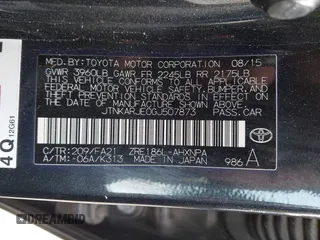 MFD. BY: TOYOTA MOTOR CORPORATION 08/15
GVWR 3960LB GAWR FR 2245LB RR 2175LB
THIS VEHICLE CONFORMS TO ALL APPLICABLE
FEDERAL MOTOR VEHICLE SAFETY, BUMPER, AND
THEFT PREVENTION STANDARDS IN EFFECT ON
THE DATE OF MANUFACTURE SHOWN ABOVE.
JTNKARJE0GJ507873 PASS.CAR
C/TR: 209/FA21 ZRE186L-AHXNPA
A/TM: -06A/K313 MADE IN JAPAN 986 A
TOYOTA
4Q
12G61
DREAMBID